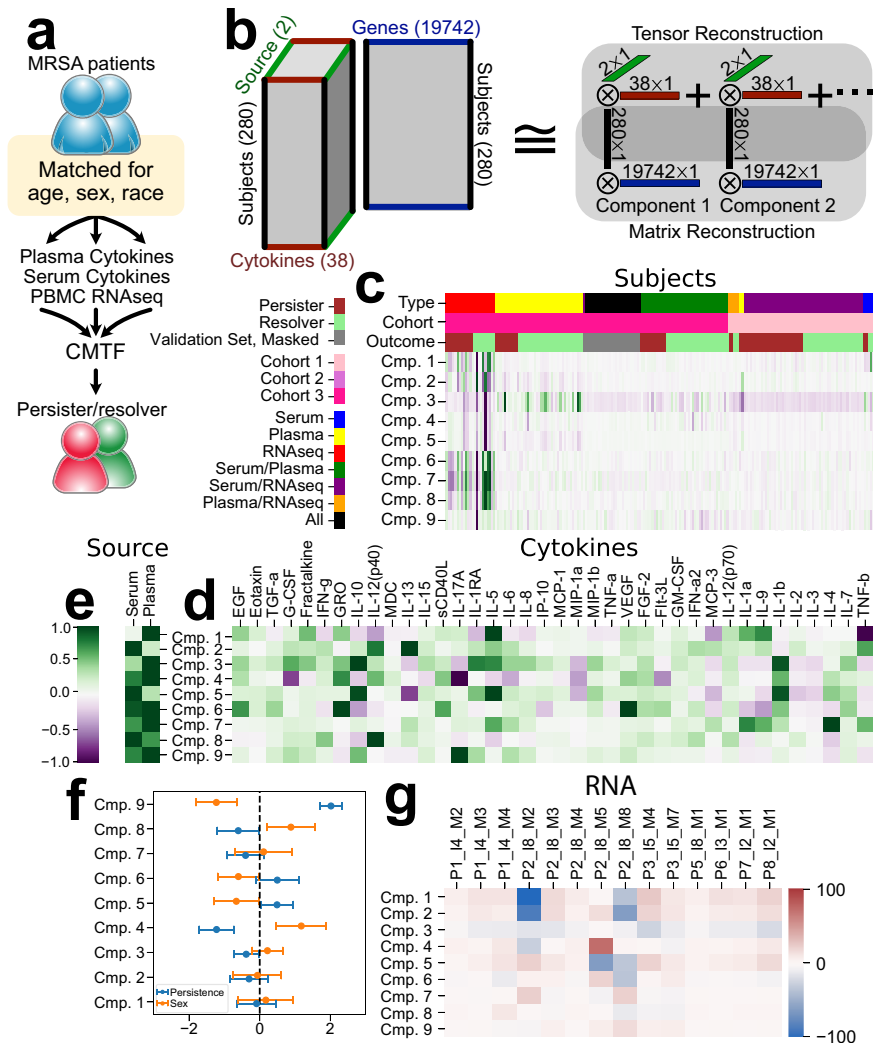 a
MRSA patients
Matched for
age, sex, race
Plasma Cytokines
Serum Cytokines
PBMC RNAseq
CMTF
Persister/resolver
b
Source (2)
Genes (19742)
Subjects (280)
Subjects
(280)
Cytokines (38)
≅
Tensor Reconstruction
2×1
38×1
+
2×1
38×1
+
280×1
280×1
19742×1
19742×1
Component 1
Component 2
Matrix Reconstruction
c
Subjects
Persister
Resolver
Validation Set, Masked
Cohort 1
Cohort 2
Cohort 3
Serum
Plasma
RNAseq
Serum/Plasma
Serum/RNAseq
Plasma/RNAseq
All
Type
Cohort
Outcome
Cmp. 1
Cmp. 2
Cmp. 3
Cmp. 4
Cmp. 5
Cmp. 6
Cmp. 7
Cmp. 8
Cmp. 9
Source
e
Serum
Plasma
1.0
0.5
0.0
−0.5
−1.0
d
Cytokines
EGF
Eotaxin
TGF-a
G-CSF
Fractalkine
IFN-g
GRO
IL-10
IL-12(p40)
MDC
IL-13
IL-15
sCD40L
IL-17A
IL-1RA
IL-5
IL-6
IL-8
IP-10
MCP-1
MIP-1a
MIP-1b
TNF-a
VEGF
FGF-2
Flt-3L
GM-CSF
IFN-a2
MCP-3
IL-12(p70)
IL-1a
IL-9
IL-1b
IL-2
IL-3
IL-4
IL-7
TNF-b
Cmp. 1
Cmp. 2
Cmp. 3
Cmp. 4
Cmp. 5
Cmp. 6
Cmp. 7
Cmp. 8
Cmp. 9
f
Cmp. 9
Cmp. 8
Cmp. 7
Cmp. 6
Cmp. 5
Cmp. 4
Cmp. 3
Cmp. 2
Cmp. 1
Persistence
Sex
−2
0
2
g
RNA
P1_I4_M2
P1_I4_M3
P1_I4_M4
P2_I8_M2
P2_I8_M3
P2_I8_M4
P2_I8_M5
P2_I8_M8
P3_I5_M4
P3_I5_M7
P5_I8_M1
P6_I3_M1
P7_I2_M1
P8_I2_M1
Cmp. 1
Cmp. 2
Cmp. 3
Cmp. 4
Cmp. 5
Cmp. 6
Cmp. 7
Cmp. 8
Cmp. 9
100
0
−100